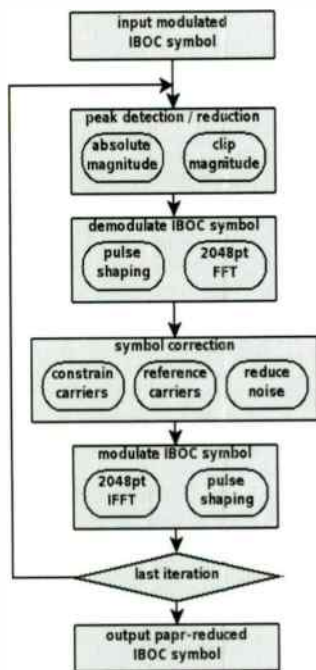 input modulated
IBOC symbol
peak detection / reduction
absolute
magnitude
clip
magnitude
demodulate IBOC symbol
pulse
shaping
2048pt
FFT
symbol correction
constrain
carriers
reference
carriers
reduce
noise
modulate IBOC symbol
2048pt
IFFT
pulse
shaping
last iteration
output papr-reduced
IBOC symbol